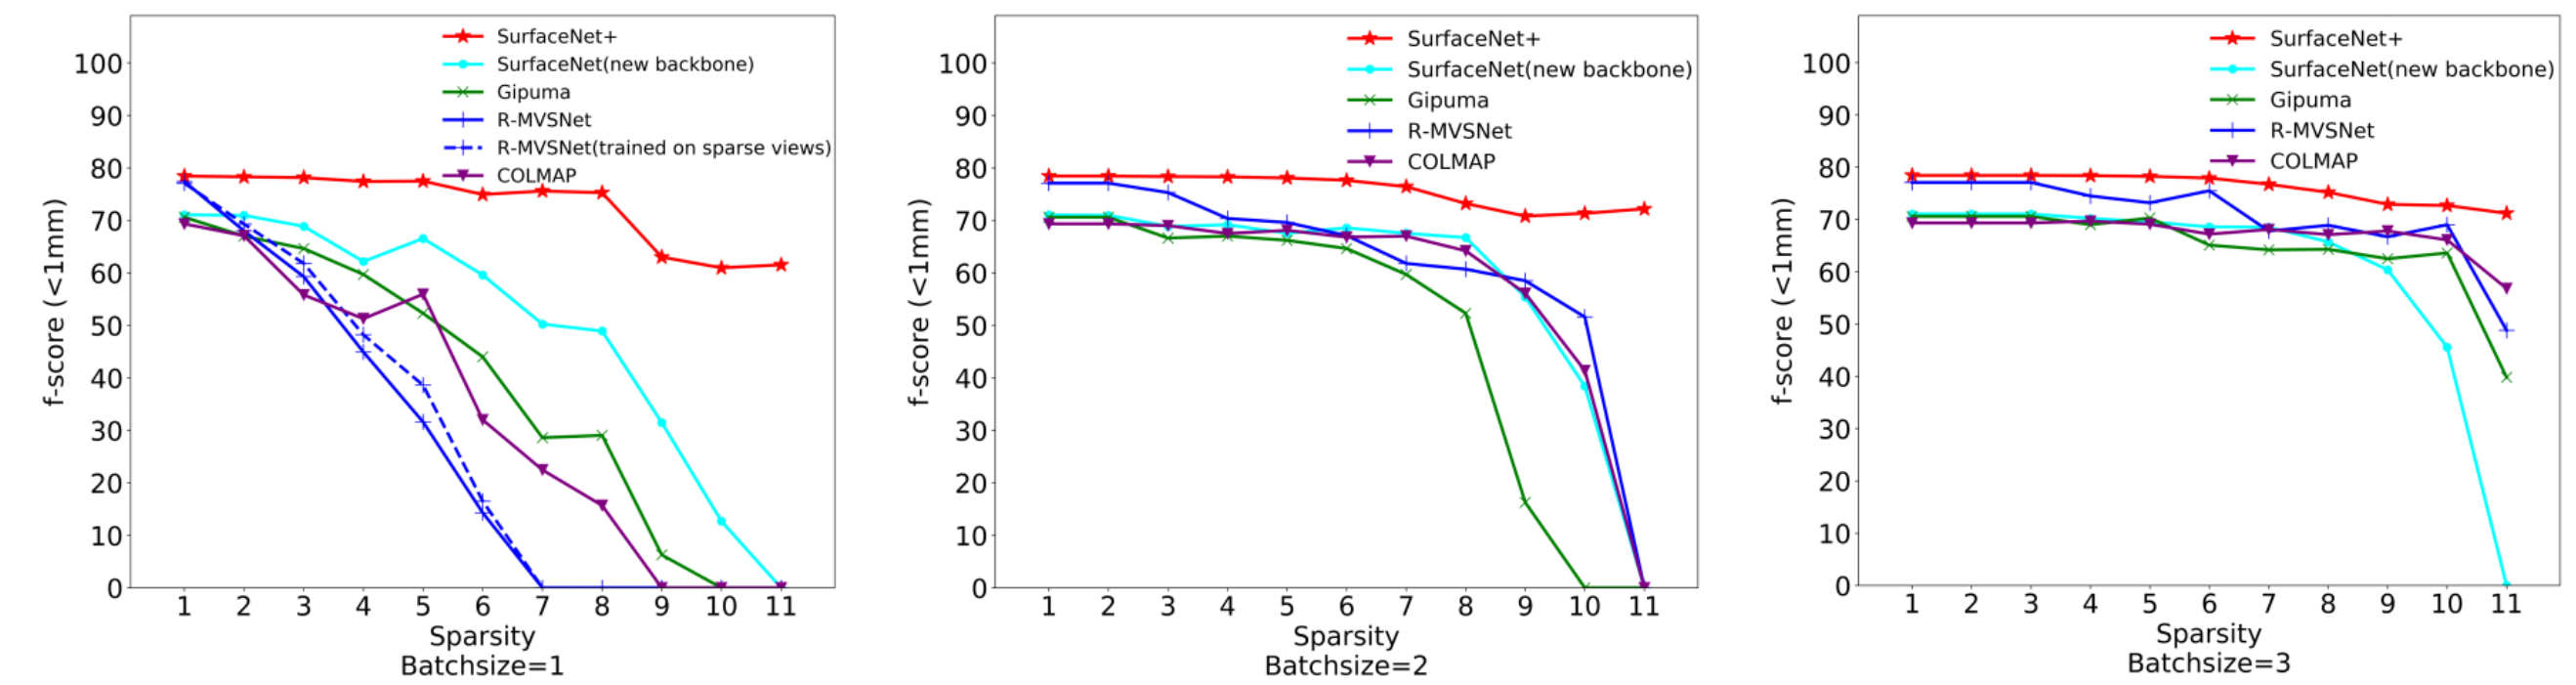 SurfaceNet+
SurfaceNet(new backbone)
Gipuma
R-MVSNet
R-MVSNet(trained on sparse views)
COLMAP
f-score (<1mm)
100
90
80
70
60
50
40
30
20
10
0
1 2 3 4 5 6 7 8 9 10 11
Sparsity
Batchsize=1
SurfaceNet+
SurfaceNet(new backbone)
Gipuma
R-MVSNet
COLMAP
f-score (<1mm)
100
90
80
70
60
50
40
30
20
10
0
1 2 3 4 5 6 7 8 9 10 11
Sparsity
Batchsize=2
SurfaceNet+
SurfaceNet(new backbone)
Gipuma
R-MVSNet
COLMAP
f-score (<1mm)
100
90
80
70
60
50
40
30
20
10
0
1 2 3 4 5 6 7 8 9 10 11
Sparsity
Batchsize=3